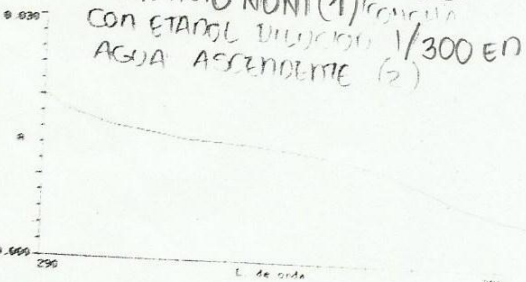 0.030
NONI (1)
CON ETANOL DILUCION 1/300 EN
AGUA ASCENDENTE (2)
A
0.000
290
L. de onda